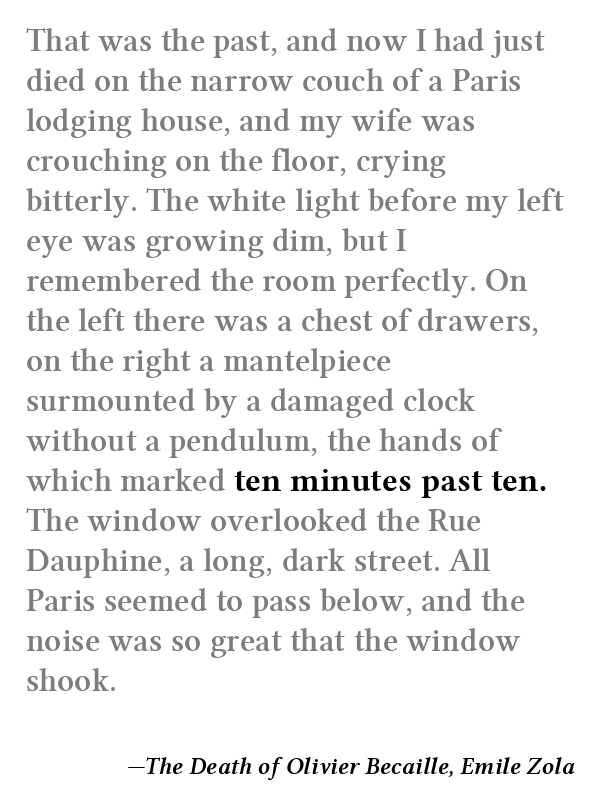 That was the past, and now I had just
died on the narrow couch of a Paris
lodging house, and my wife was
crouching on the floor, crying
bitterly. The white light before my left
eye was growing dim, but I
remembered the room perfectly. On
the left there was a chest of drawers,
on the right a mantelpiece
surmounted by a damaged clock
without a pendulum, the hands of
which marked ten minutes past ten.
The window overlooked the Rue
Dauphine, a long, dark street. All
Paris seemed to pass below, and the
noise was so great that the window
shook.
—The Death of Olivier Becaille, Emile Zola